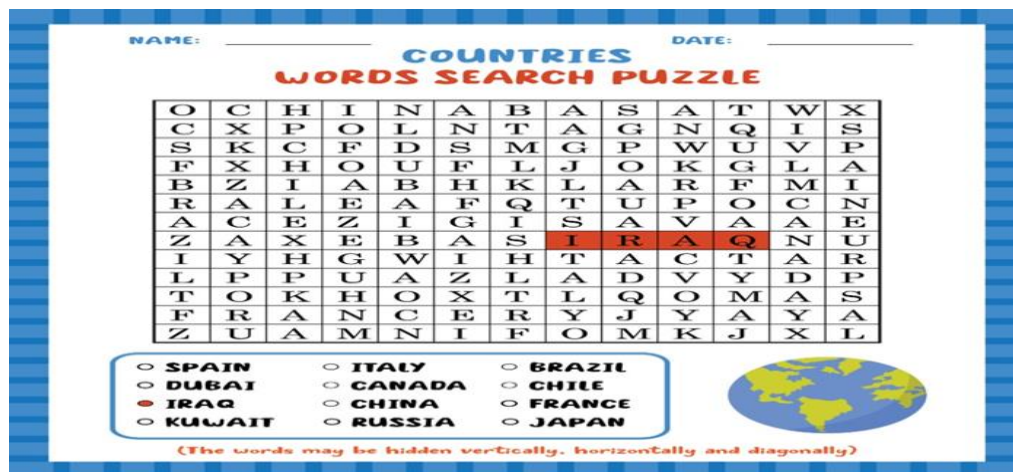 NAME: DATE:
COUNTRIES
WORDS SEARCH PUZZLE
O C H I N A B A S A T W X
C X P O L N T A G N Q I S
S K C F D S M G P W U V P
F X H O U F L J O K G L A
B Z I A B H K L A R F M I
R A L E A F Q T U P O C N
A C E Z I G I S A V A A E
Z A X E B A S I R A Q N U
I Y H G W I H T A C T A R
L P P U A Z L A D V Y D P
T O K H O X T L Q O M A S
F R A N C E R Y J Y A Y A
Z U A M N I F O M K J X L
SPAIN ITALY BRAZIL
DUBAI CANADA CHILE
IRAQ CHINA FRANCE
KUWAIT RUSSIA JAPAN
(The words may be hidden vertically, horizontally and diagonally)